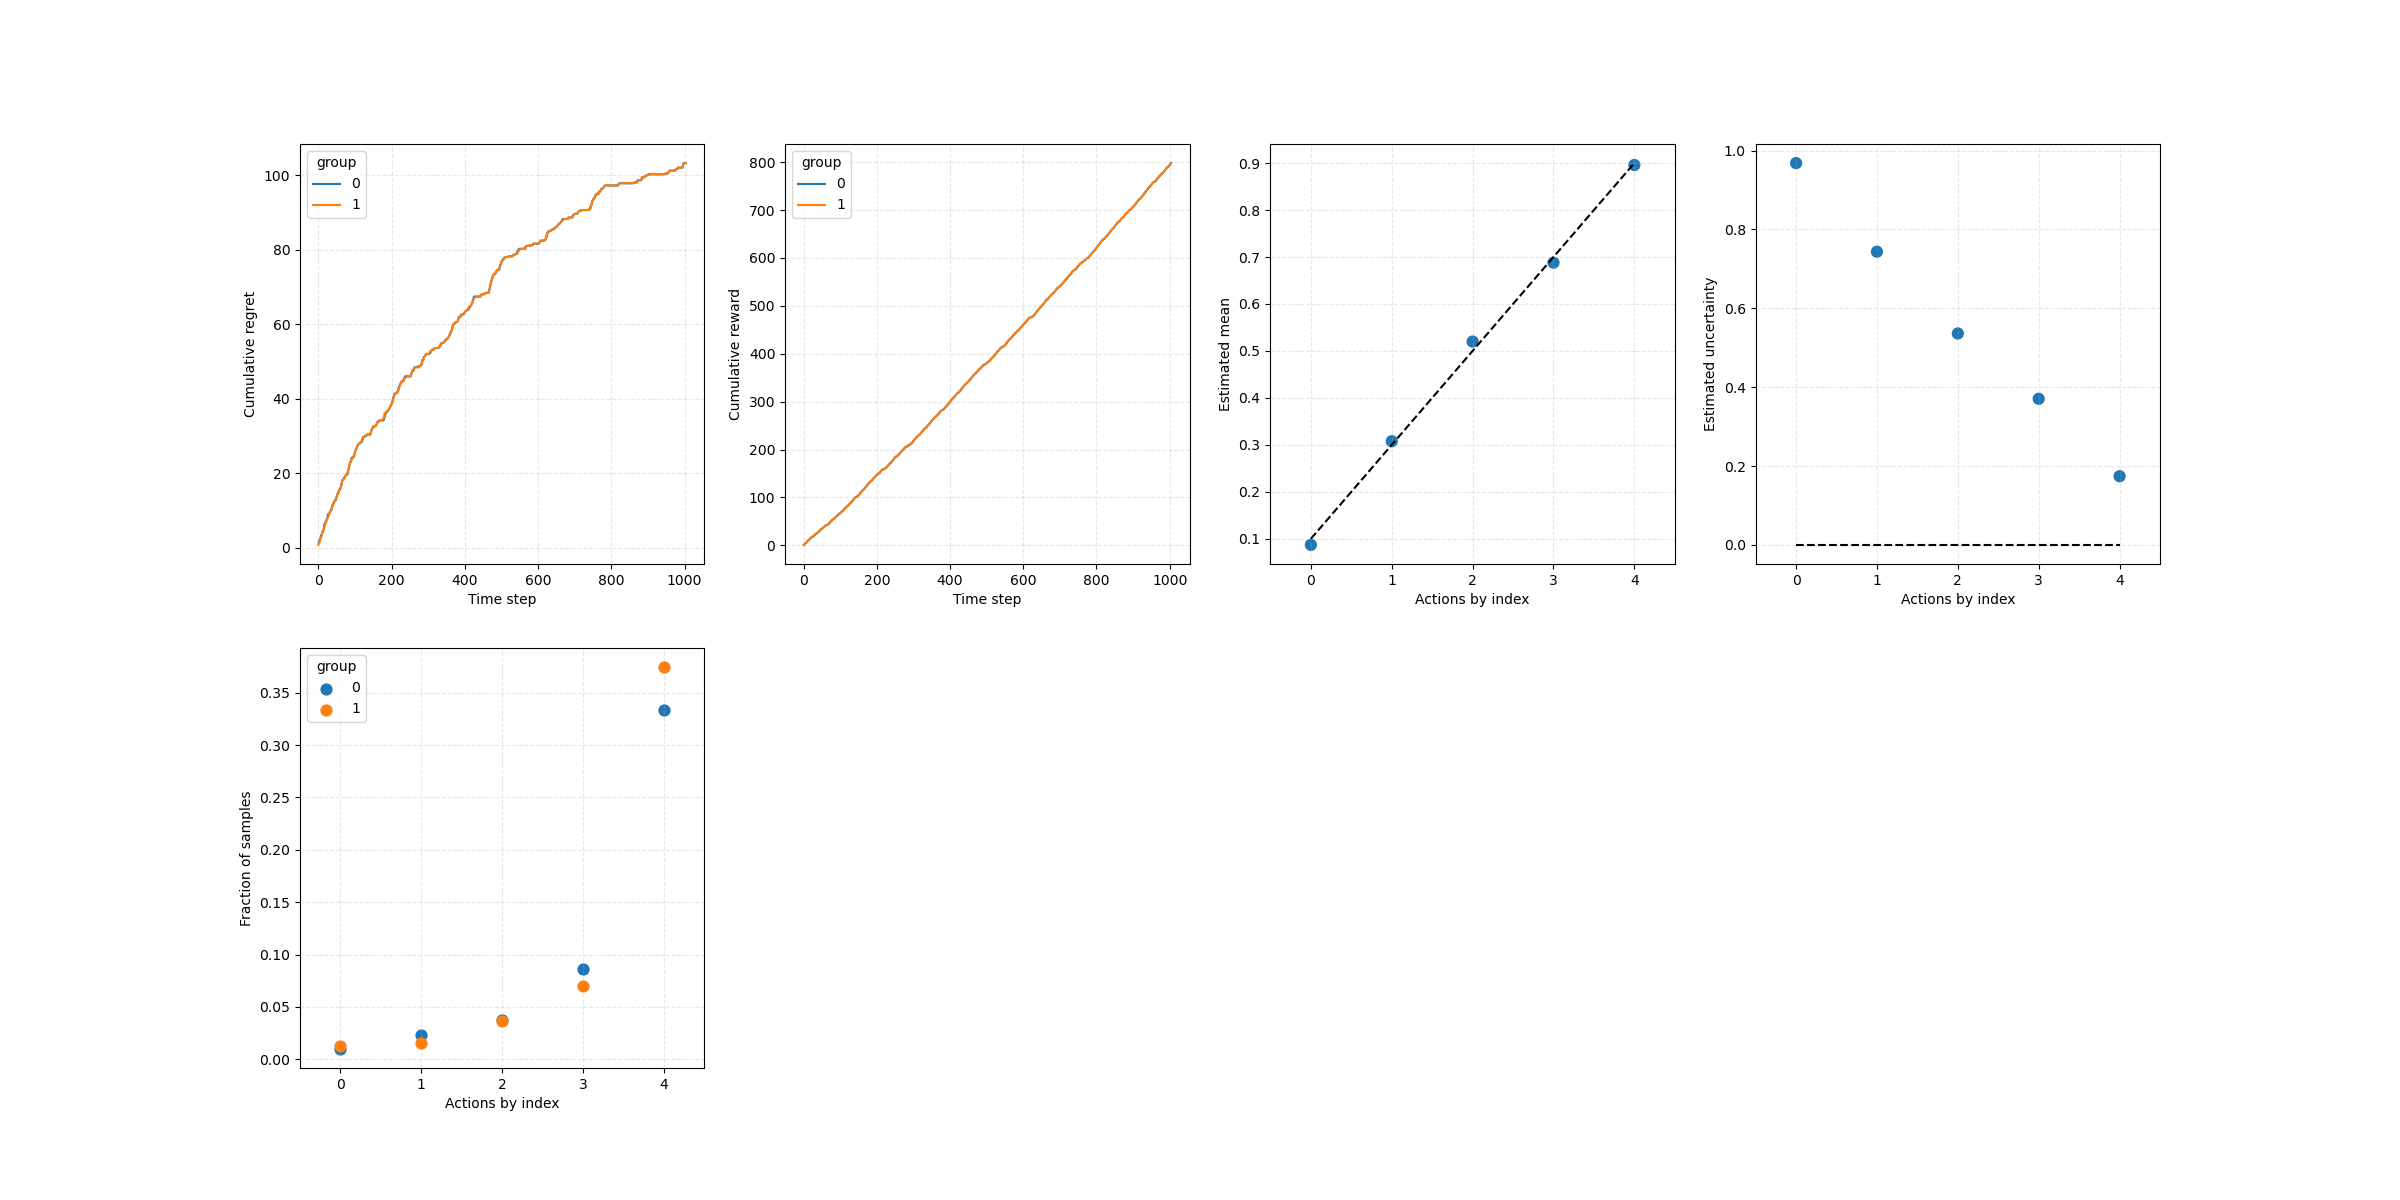 group
0
1
100
80
60
40
20
0
Cumulative regret
0 200 400 600 800 1000
Time step
group
0
1
800
700
600
500
400
300
200
100
0
Cumulative reward
0 200 400 600 800 1000
Time step
0.9
0.8
0.7
0.6
0.5
0.4
0.3
0.2
0.1
Estimated mean
0 1 2 3 4
Actions by index
1.0
0.8
0.6
0.4
0.2
0.0
Estimated uncertainty
0 1 2 3 4
Actions by index
group
0
1
0.35
0.30
0.25
0.20
0.15
0.10
0.05
0.00
Fraction of samples
0 1 2 3 4
Actions by index